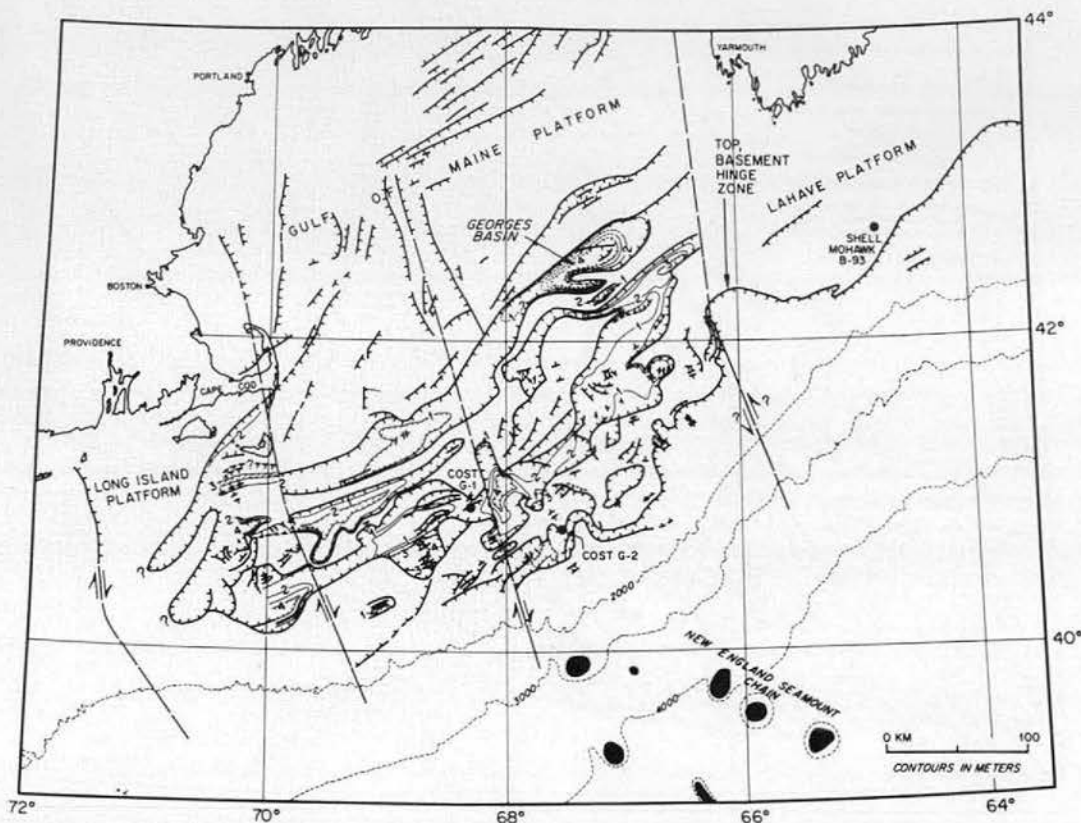 44°
YARMOUTH
PORTLAND
MAINE PLATFORM
TOP
BASEMENT
HINGE
ZONE
LAHAVE PLATFORM
GULF
OF
GEORGES
BASIN
SHELL
MOHAWK
B-93
BOSTON
42°
PROVIDENCE
CAPE COD
LONG ISLAND
PLATFORM
COST
G-1
COST G-2
2000
40°
NEW ENGLAND SEAMOUNT
CHAIN
3000
4000
0 KM 100
CONTOURS IN METERS
72° 70° 68° 66° 64°